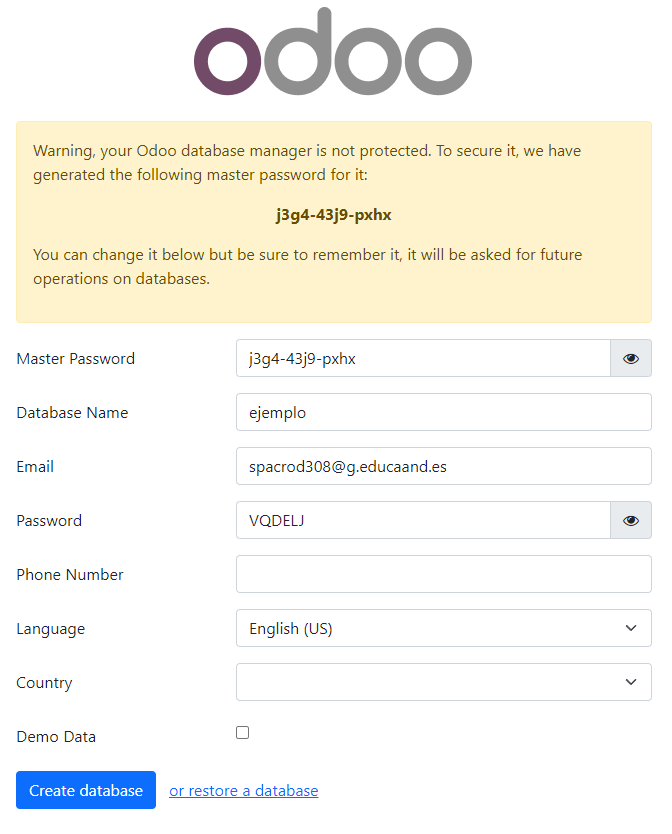 odoo
Warning, your Odoo database manager is not protected. To secure it, we have
generated the following master password for it:
j3g4-43j9-pxhx
You can change it below but be sure to remember it, it will be asked for future
operations on databases.
Master Password
j3g4-43j9-pxhx
Database Name
ejemplo
Email
spacrod308@g.educaand.es
Password
VQDELJ
Phone Number
Language
English (US)
Country
Demo Data
Create database
or restore a database